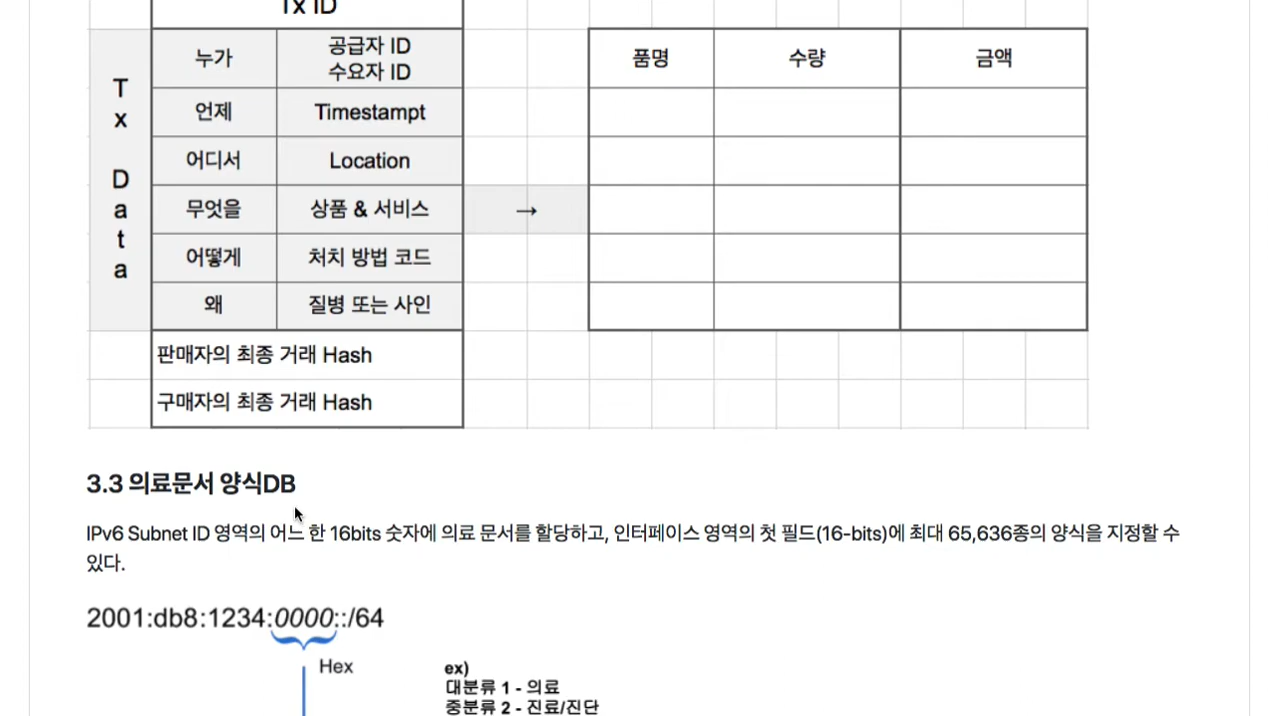 Tx ID
Tx Data
누가 공급자 ID 수요자 ID 품명 수량 금액
언제 Timestampt
어디서 Location
무엇을 상품 & 서비스 →
어떻게 처치 방법 코드
왜 질병 또는 사인
판매자의 최종 거래 Hash
구매자의 최종 거래 Hash
3.3 의료문서 양식DB
IPv6 Subnet ID 영역의 어느 한 16bits 숫자에 의료 문서를 할당하고, 인터페이스 영역의 첫 필드(16-bits)에 최대 65,636종의 양식을 지정할 수
있다.
2001:db8:1234:0000::/64
Hex
ex)
대분류 1 - 의료
중분류 2 - 진료/진단